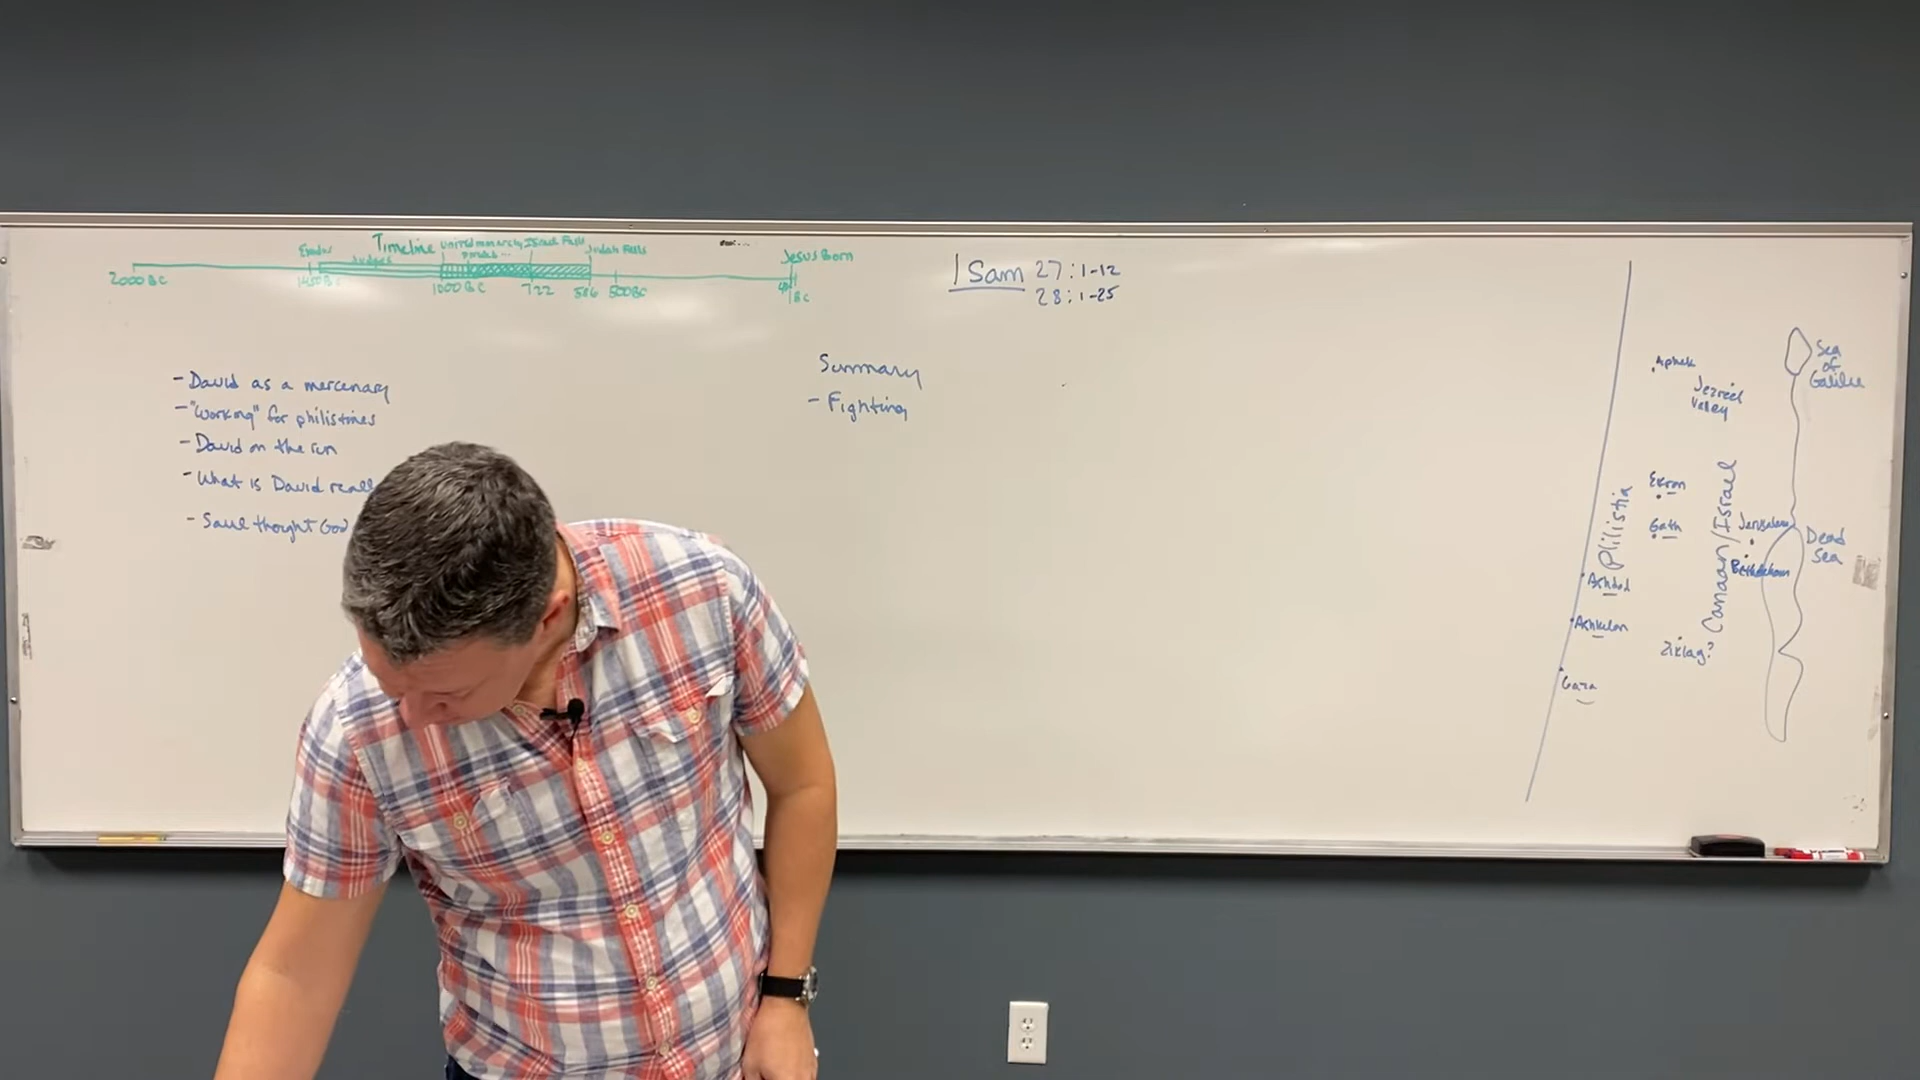 Exodus Timeline united monarchy Israel Falls Judah Falls
Judges
Jesus Born
2000 BC 1450 BC 1000 BC 722 586 500 BC
BC
1 Sam 27:1-12
28:1-25
- David as a mercenary
- "Working" for philistines
- David on the run
- What is David
- Saul thought God
Summary
- Fighting
Aphek
Jezreel
Valley
Sea
of
Galilee
Ekron
Gath
Philistia
Canaan/Israel
Jerusalem
Bethlehem
Dead
Sea
Ashdod
Ashkelon
Ziklag?
Gaza